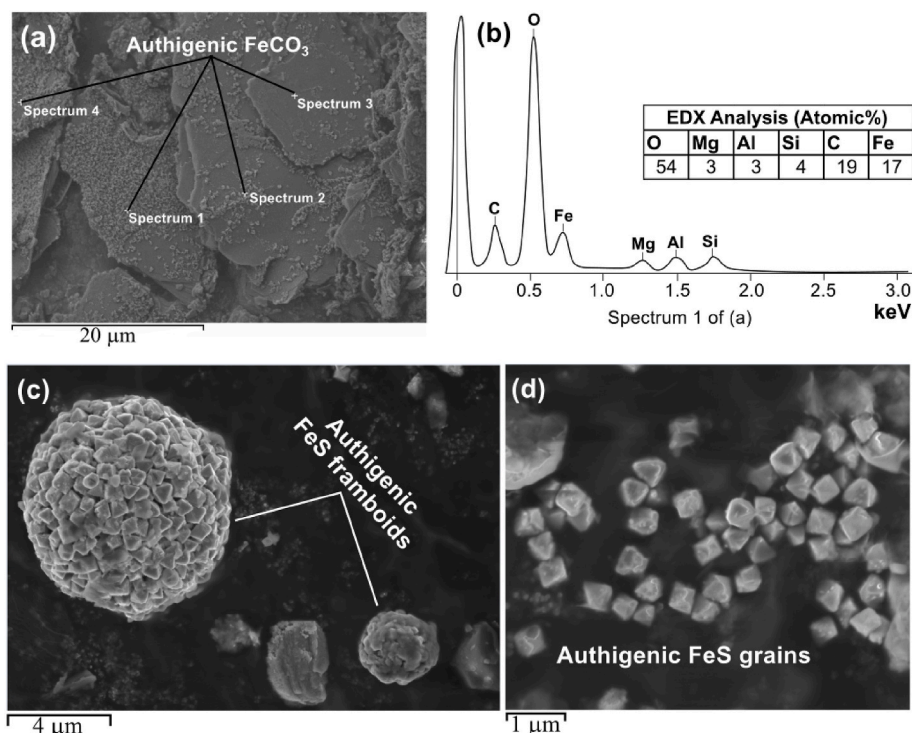 (a)
Authigenic FeCO₃
Spectrum 4
Spectrum 3
Spectrum 2
Spectrum 1
20 µm
(b)
O
C
Fe
Mg
Al
Si
EDX Analysis (Atomic%)
O Mg Al Si C Fe
54 3 3 4 19 17
0 0.5 1.0 1.5 2.0 2.5 3.0
Spectrum 1 of (a)
keV
(c)
Authigenic
FeS framboids
4 µm
(d)
Authigenic FeS grains
1 µm